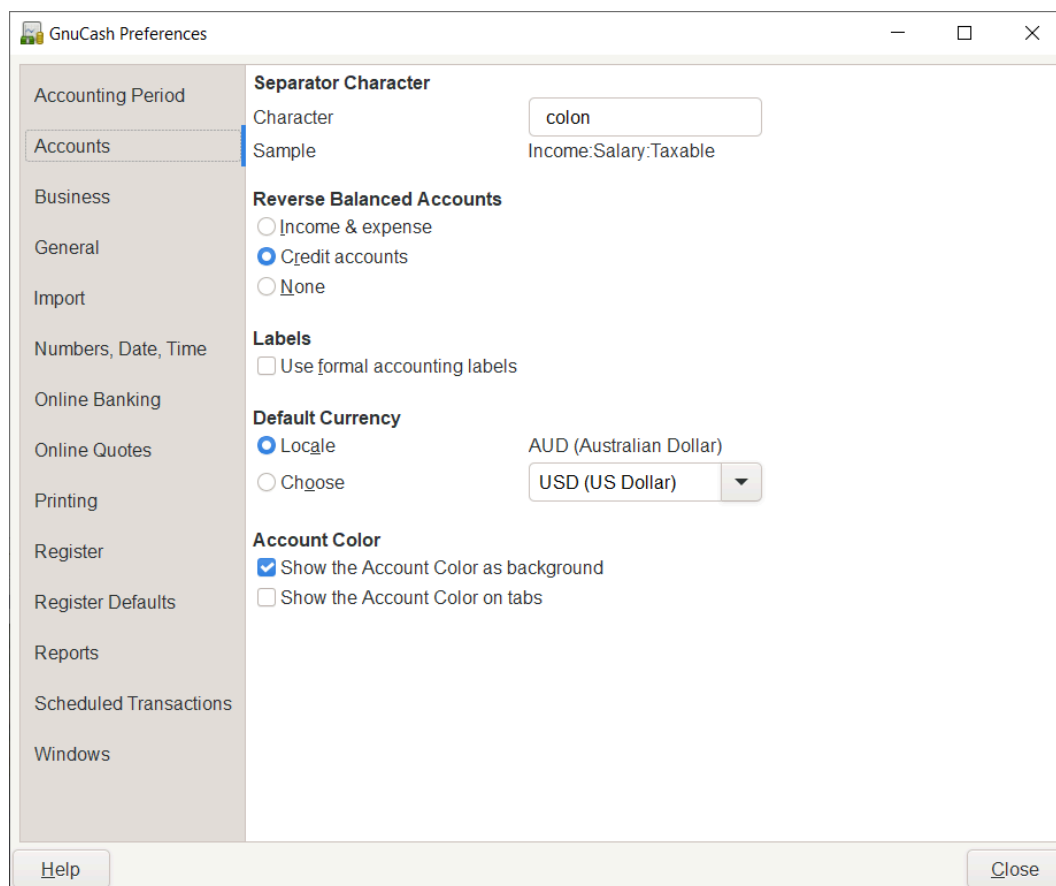 GnuCash Preferences
Accounting Period
Accounts
Business
General
Import
Numbers, Date, Time
Online Banking
Online Quotes
Printing
Register
Register Defaults
Reports
Scheduled Transactions
Windows
Separator Character
Character colon
Sample Income:Salary:Taxable
Reverse Balanced Accounts
Income & expense
Credit accounts
None
Labels
Use formal accounting labels
Default Currency
Locale AUD (Australian Dollar)
Choose USD (US Dollar)
Account Color
Show the Account Color as background
Show the Account Color on tabs
Help Close